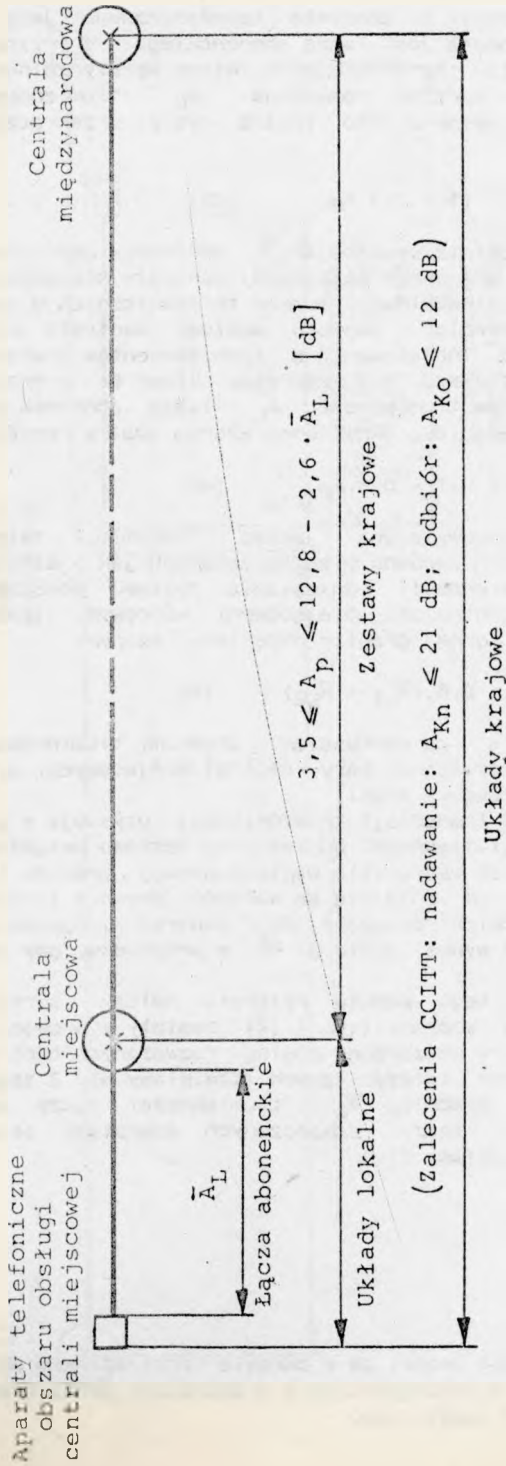 Aparaty telefoniczne
obszaru obsługi
centrali miejscowej
Centrala
miejscowa
Centrala
międzynarodowa
Ā_L
Łącza abonenckie
3,5 ≤ A_p ≤ (22,8 - 2,6 · Ā_L) [dB]
Układy lokalne
Zestawy krajowe
(Zalecenia CCITT: nadawanie: A_Kn ≤ 21 dB, odbiór: A_Ko ≤ 12 dB)
Układy krajowe